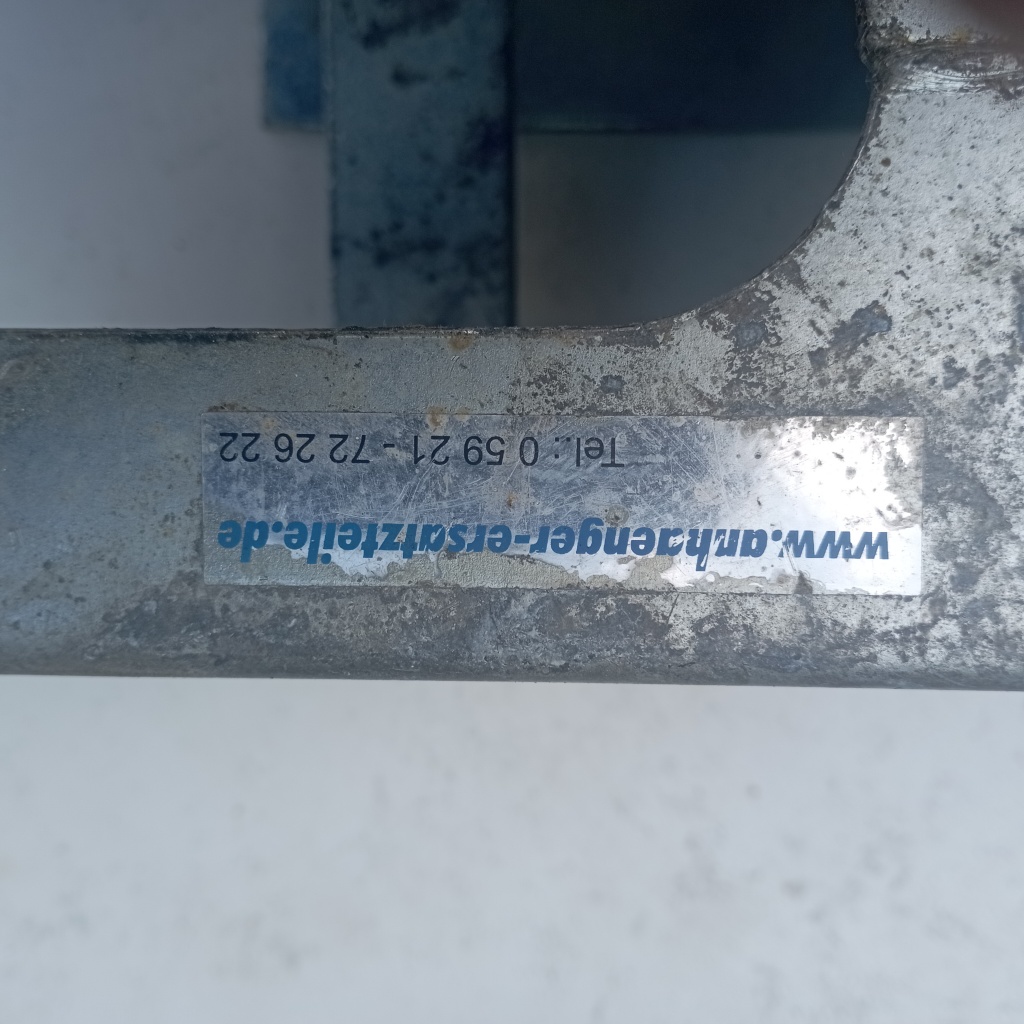 www.anhaenger-ersatzteile.de
Tel.: 0 59 21 - 72 26 22